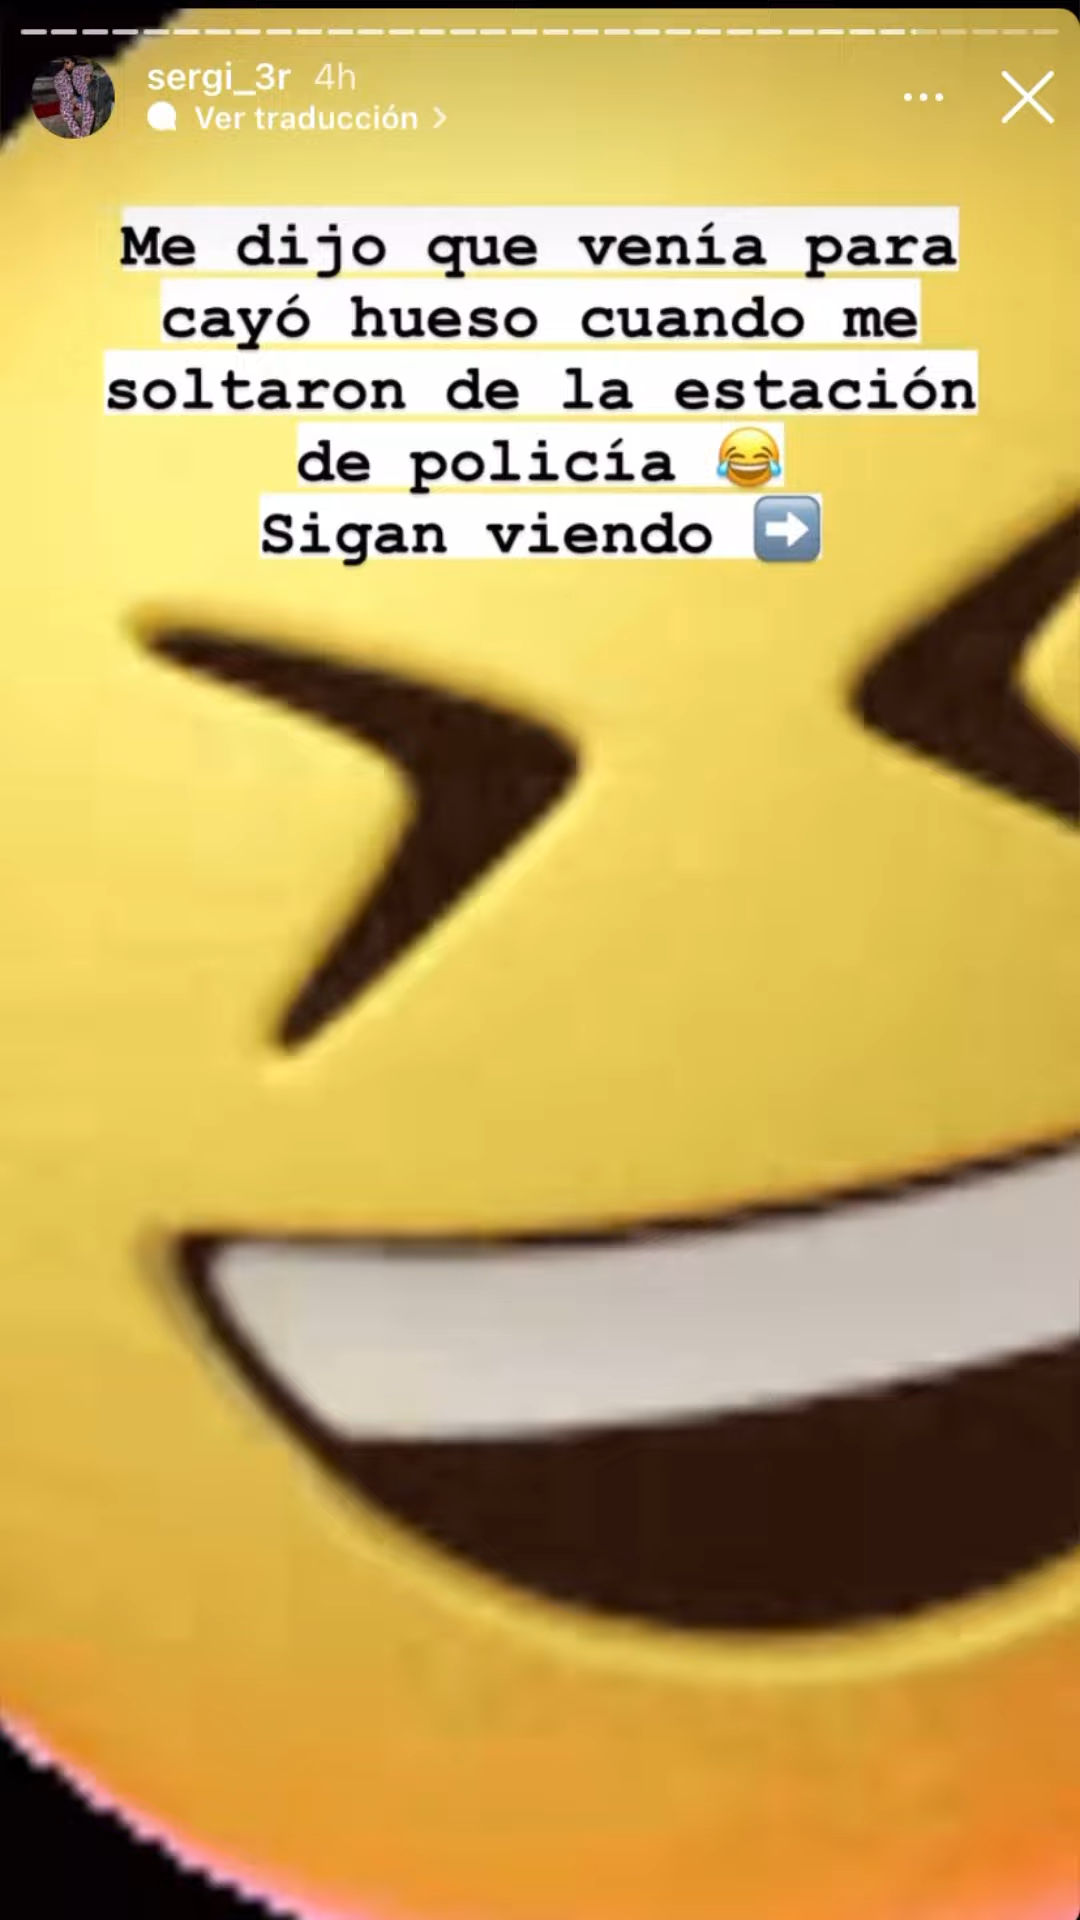 sergi_3r 4h
Ver traducción >
Me dijo que venía para
cayó hueso cuando me
soltaron de la estación
de policía 😂
Sigan viendo ➡️